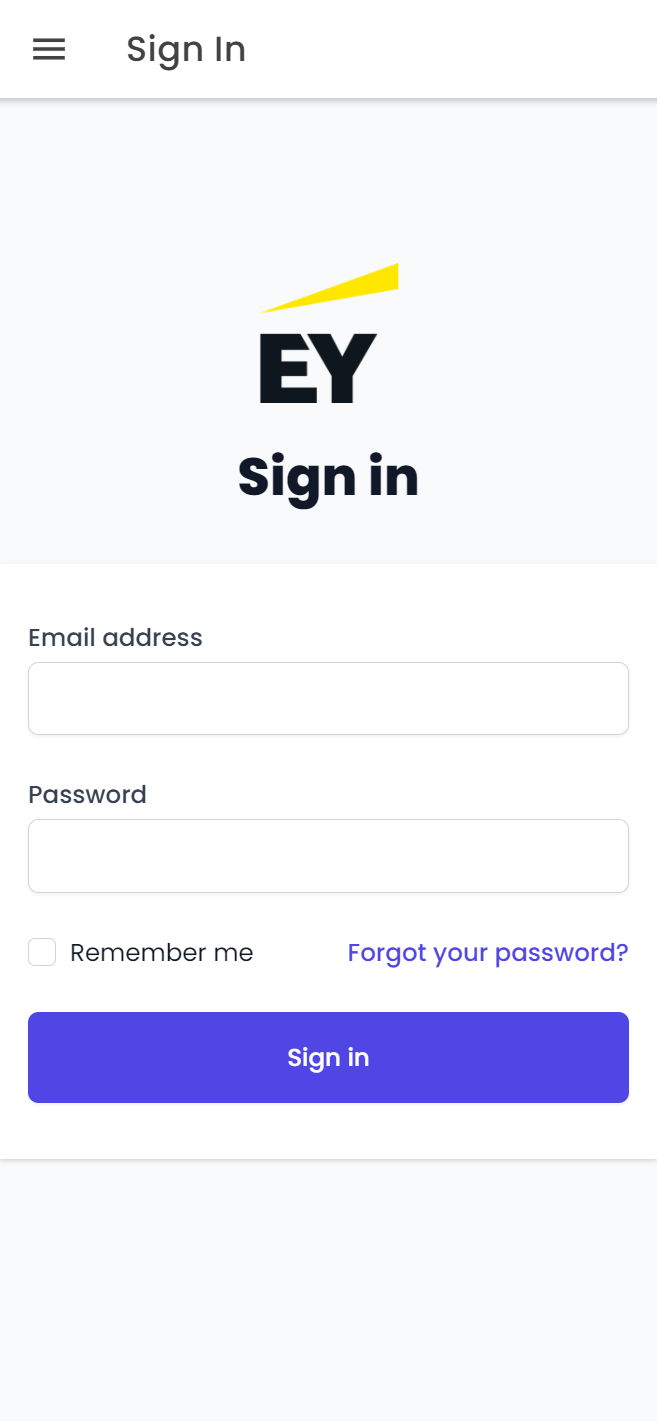 Sign In
EY
Sign in
Email address
Password
Remember me
Forgot your password?
Sign in